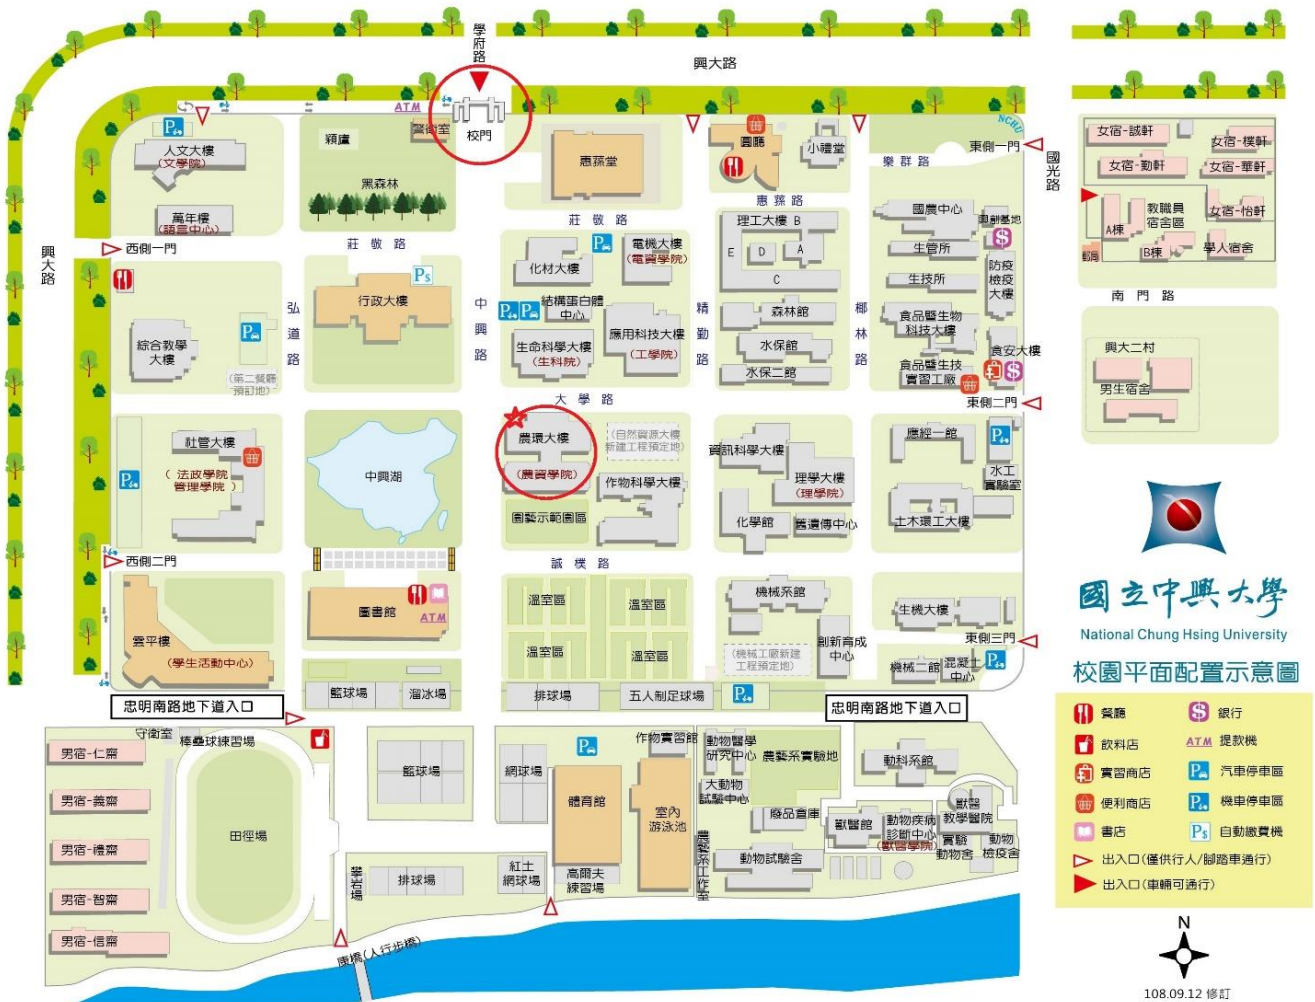 學府路
興大路
ATM
警衛室
校門
穎廬
黑森林
人文大樓
(文學院)
萬年樓
(語言中心)
西側一門
興大路
莊敬路
莊敬路
惠蓀堂
圓廳
小禮堂
樂群路
惠蓀路
NCHU
東側一門
國光路
女宿-誠軒
女宿-樸軒
女宿-勤軒
女宿-華軒
女宿-怡軒
教職員
宿舍區
A棟
B棟
學人宿舍
郵局
南門路
興大二村
男生宿舍
行政大樓
Ps
弘道路
中興路
精勤路
椰林路
化材大樓
電機大樓
(電資學院)
結構蛋白體
中心
生命科學大樓
(生科院)
應用科技大樓
(工學院)
理工大樓 B
E
D
A
C
森林館
水保館
水保二館
國農中心
生管所
生技所
防疫
檢疫
大樓
食品暨生物
科技大樓
食品暨生技
實習工廠
食安大樓
東側二門
綜合教學
大樓
(第二餐廳
預訂地)
大學路
社管大樓
(法政學院
管理學院)
中興湖
農環大樓
(農資學院)
(自然資源大樓
新建工程預定地)
作物科學大樓
園藝示範園區
資訊科學大樓
理學大樓
(理學院)
化學館
舊遺傳中心
應經一館
水工
實驗室
土木環工大樓
西側二門
誠樸路
雲平樓
(學生活動中心)
圖書館
ATM
溫室區
溫室區
溫室區
溫室區
機械系館
(機械工廠新建
工程預定地)
創新育成
中心
生機大樓
東側三門
機械二館
混凝土
中心
籃球場
溜冰場
排球場
五人制足球場
忠明南路地下道入口
忠明南路地下道入口
守衛室
棒壘球練習場
男宿-仁齋
男宿-義齋
男宿-禮齋
男宿-智齋
男宿-信齋
田徑場
籃球場
網球場
體育館
作物實習館
室內
游泳池
動物醫學
研究中心
農藝系實驗地
大動物
試驗中心
廢品倉庫
動科系館
獸醫館
動物疾病
診斷中心
(獸醫學院)
獸醫
教學醫院
實驗
動物舍
動物
檢疫舍
動物試驗舍
農藝系工作室
攀岩場
排球場
紅土
網球場
高爾夫
練習場
康橋(人行步橋)
國立中興大學
National Chung Hsing University
校園平面配置示意圖
餐廳
銀行
飲料店
ATM 提款機
實習商店
汽車停車區
便利商店
機車停車區
書店
Ps 自動繳費機
出入口(僅供行人/腳踏車通行)
出入口(車輛可通行)
N
108.09.12 修訂